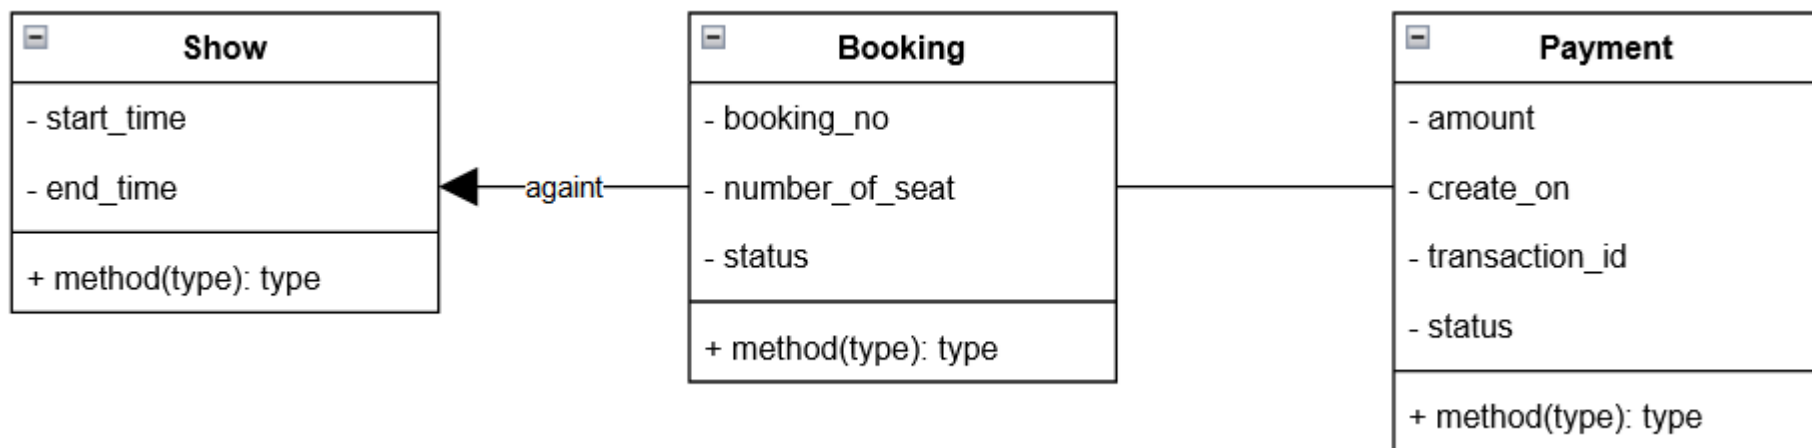 Show
- start_time
- end_time
+ method(type): type
againt
Booking
- booking_no
- number_of_seat
- status
+ method(type): type
Payment
- amount
- create_on
- transaction_id
- status
+ method(type): type